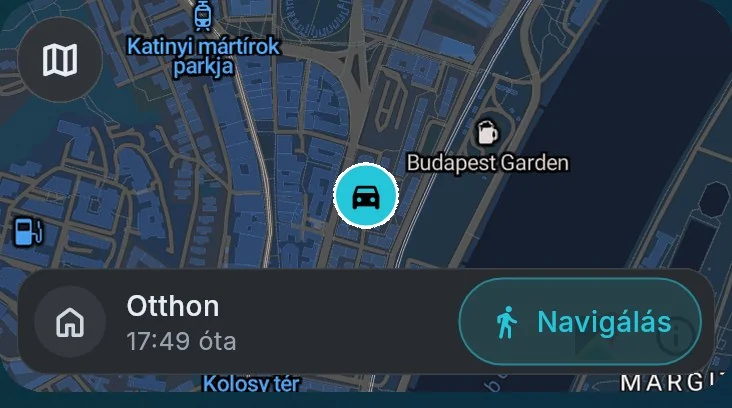 Katinyi mártírok
parkja
Budapest Garden
Otthon
17:49 óta
Navigálás
Kolosy tér